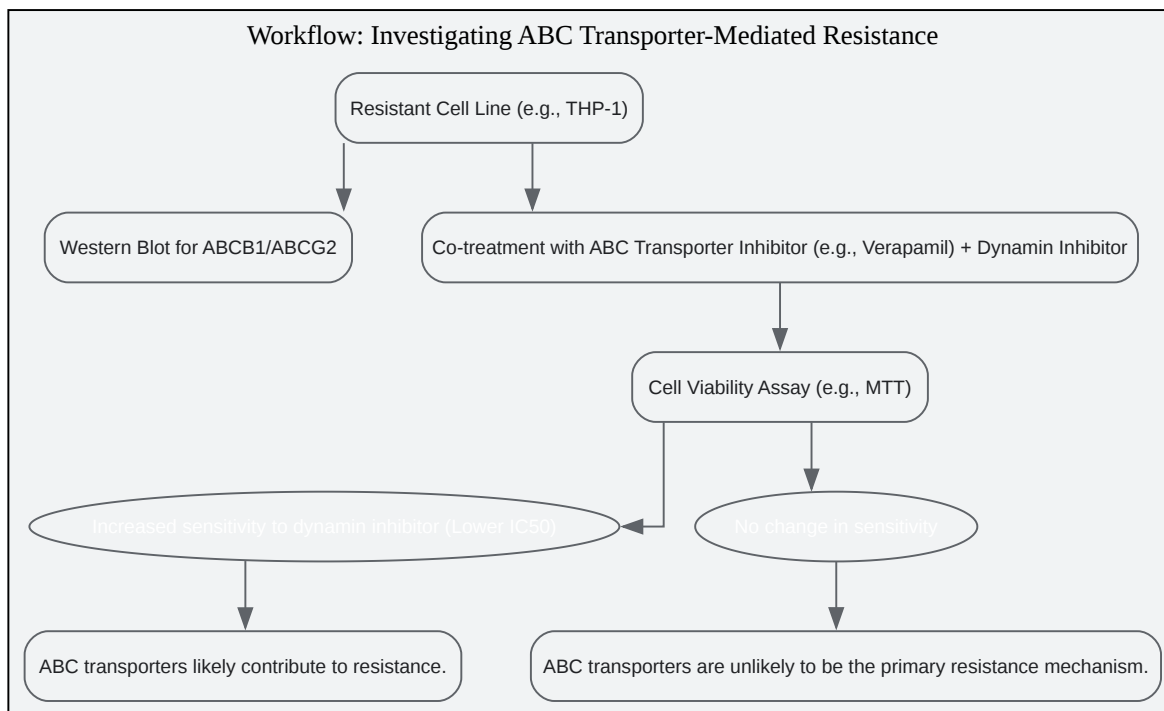 Workflow: Investigating ABC Transporter-Mediated Resistance
Resistant Cell Line (e.g., THP-1)
Western Blot for ABCB1/ABCG2
Co-treatment with ABC Transporter Inhibitor (e.g., Verapamil) + Dynamin Inhibitor
Cell Viability Assay (e.g., MTT)
Increased sensitivity to dynamin inhibitor (Lower IC50)
No change in sensitivity
ABC transporters likely contribute to resistance.
ABC transporters are unlikely to be the primary resistance mechanism.